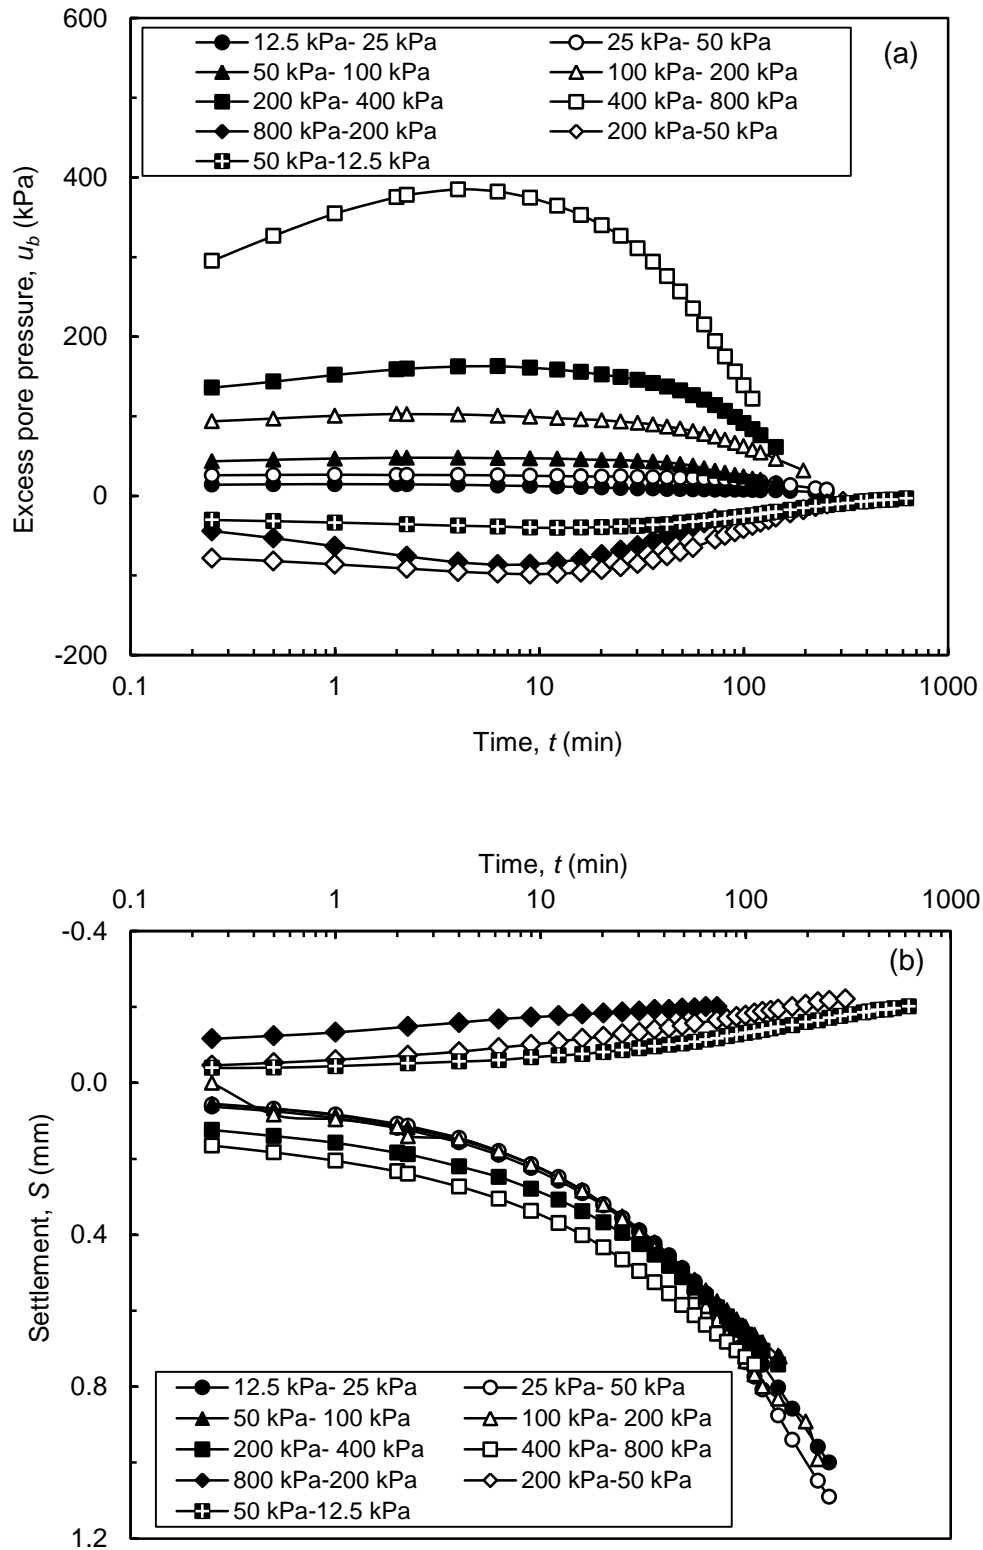 600
400
200
0
-200
Excess pore pressure, u_b (kPa)
(a)
12.5 kPa- 25 kPa
25 kPa- 50 kPa
50 kPa- 100 kPa
100 kPa- 200 kPa
200 kPa- 400 kPa
400 kPa- 800 kPa
800 kPa-200 kPa
200 kPa-50 kPa
50 kPa-12.5 kPa
0.1 1 10 100 1000
Time, t (min)
Time, t (min)
0.1 1 10 100 1000
-0.4
0.0
0.4
0.8
1.2
Settlement, S (mm)
(b)
12.5 kPa- 25 kPa
25 kPa- 50 kPa
50 kPa- 100 kPa
100 kPa- 200 kPa
200 kPa- 400 kPa
400 kPa- 800 kPa
800 kPa-200 kPa
200 kPa-50 kPa
50 kPa-12.5 kPa